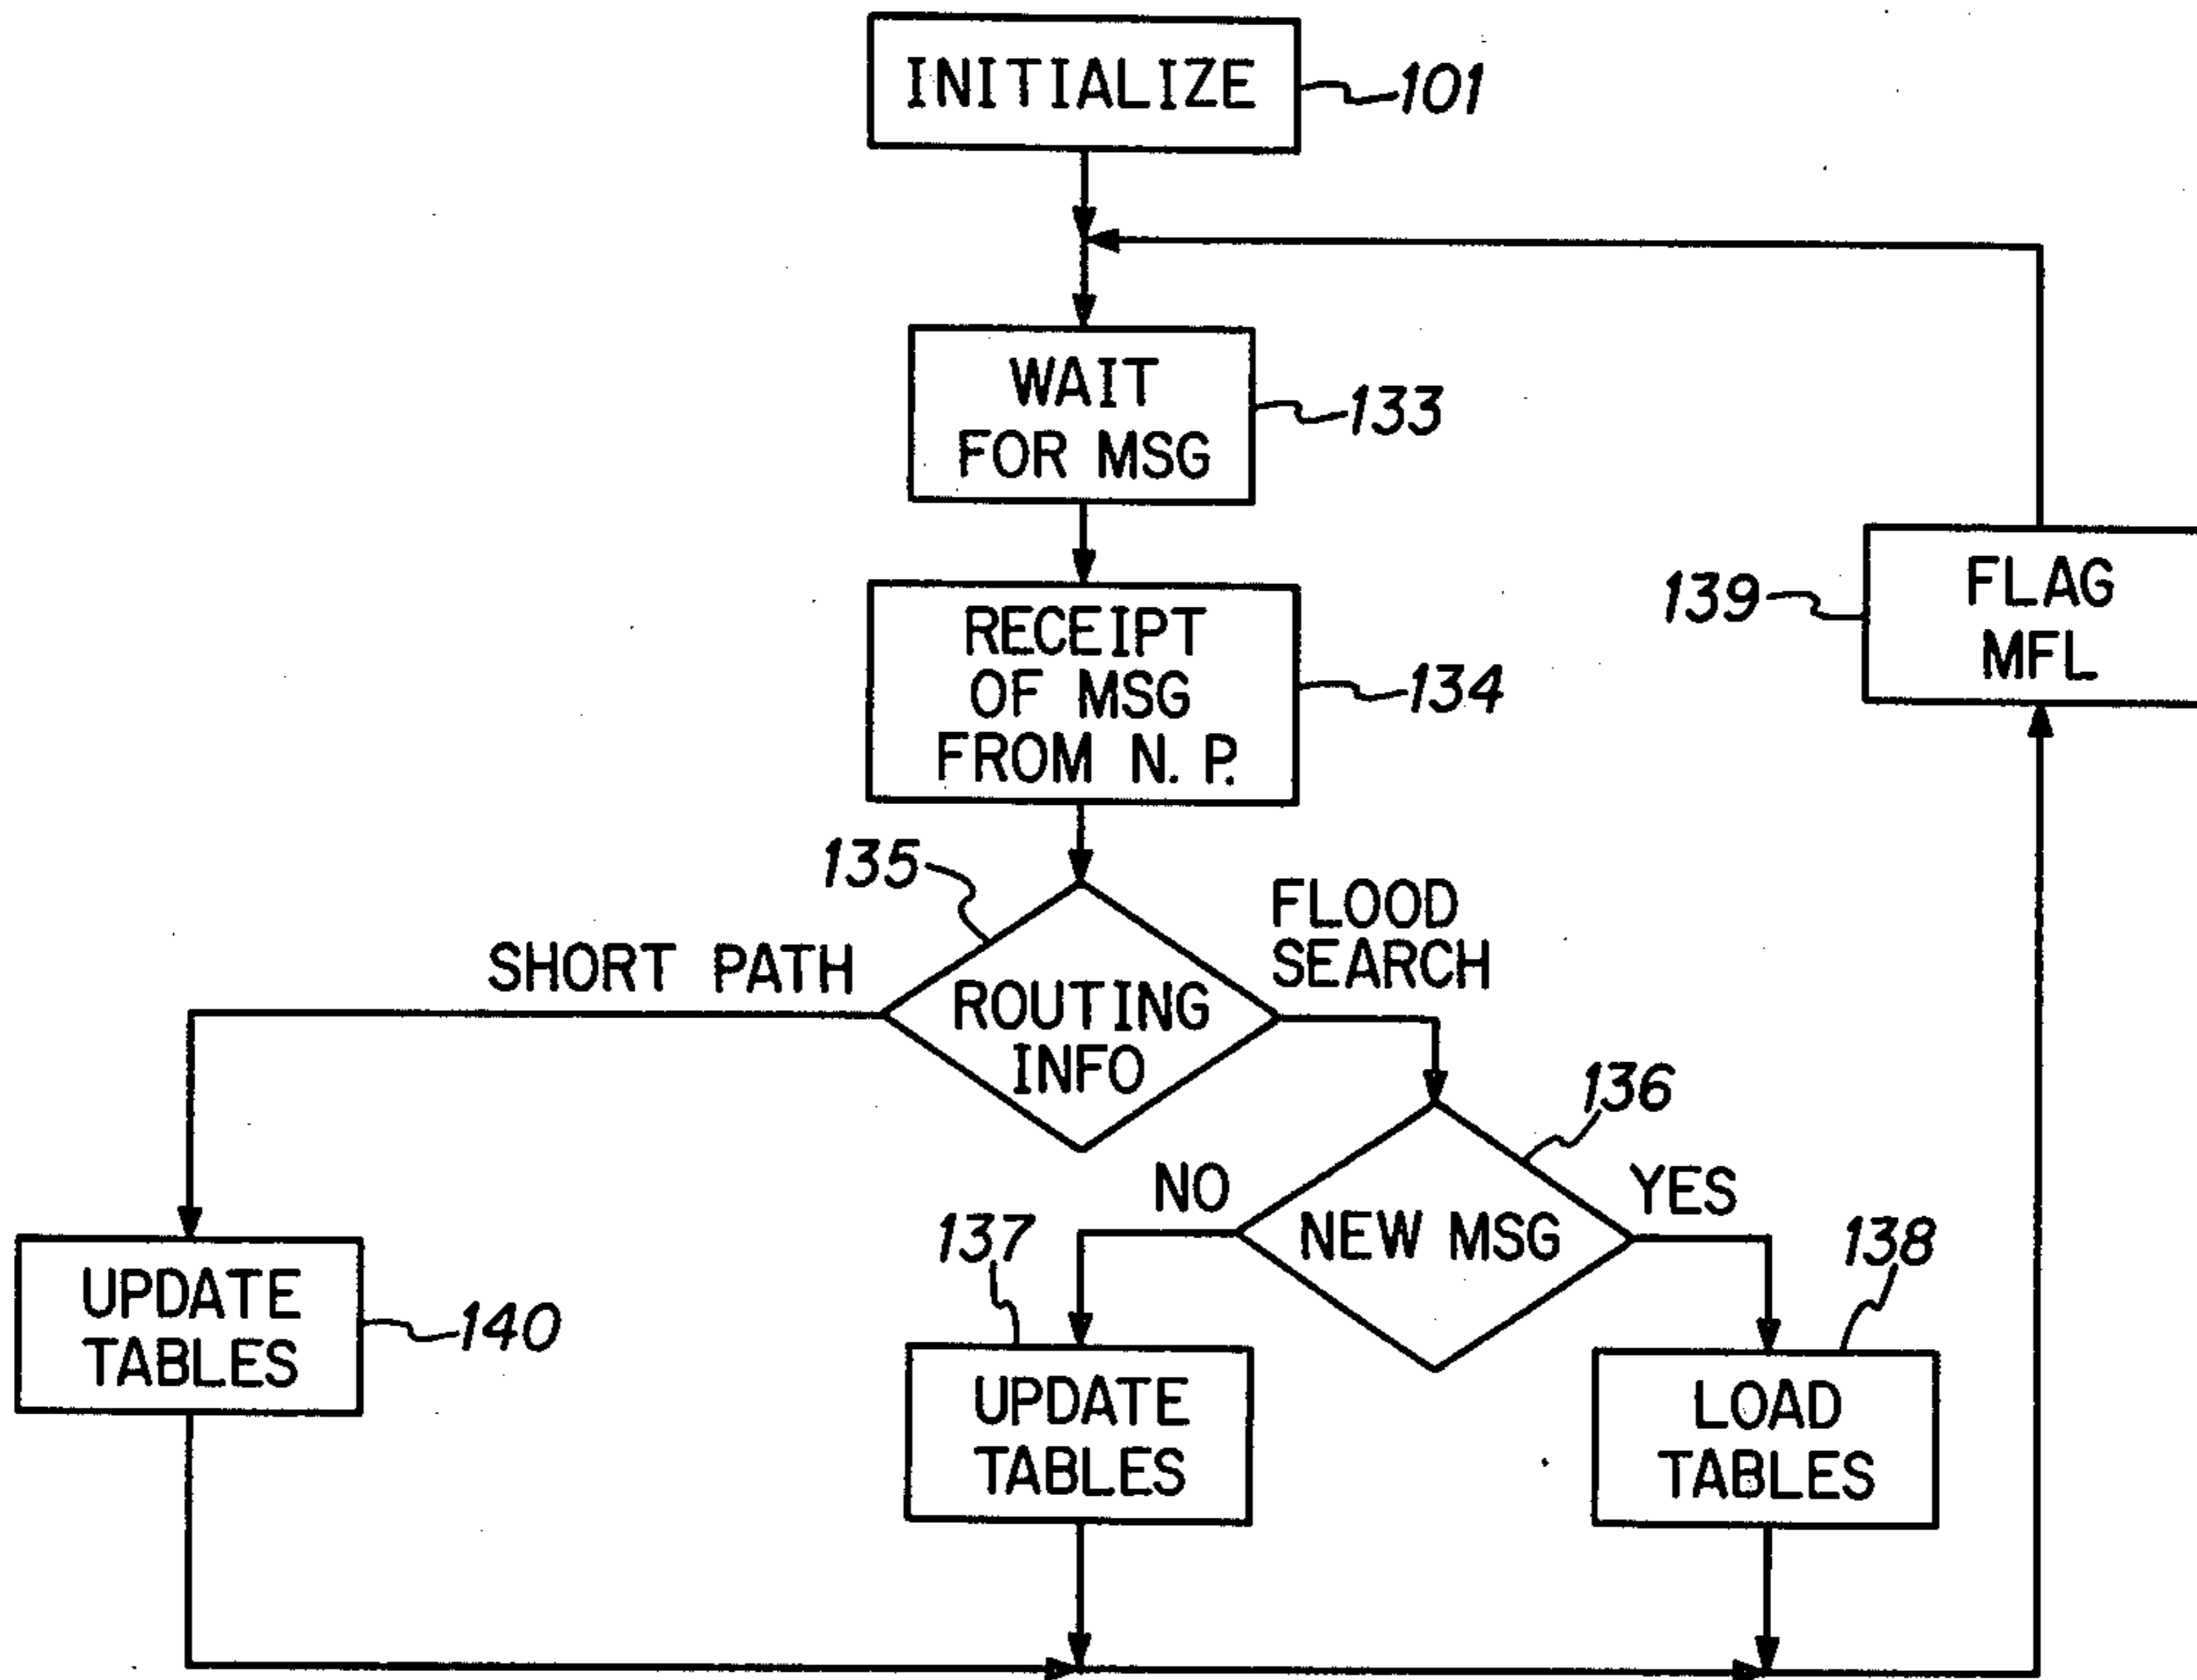 INITIALIZE
101
WAIT
FOR MSG
133
RECEIPT
OF MSG
FROM N. P.
134
FLAG
MFL
139
135
SHORT PATH
FLOOD
SEARCH
ROUTING
INFO
136
NO
NEW MSG
YES
137
138
UPDATE
TABLES
140
UPDATE
TABLES
LOAD
TABLES